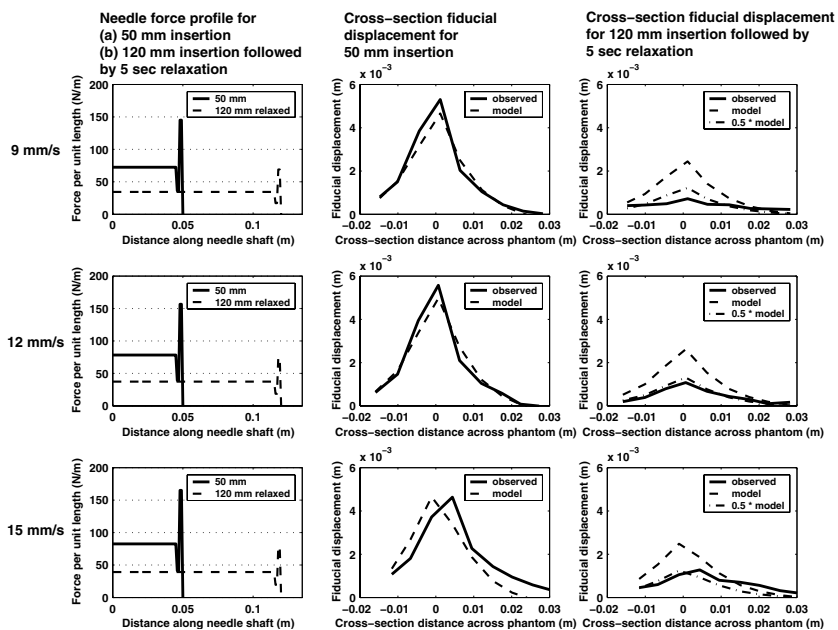 Needle force profile for
(a) 50 mm insertion
(b) 120 mm insertion followed
by 5 sec relaxation
Cross−section fiducial
displacement for
50 mm insertion
Cross−section fiducial displacement
for 120 mm insertion followed by
5 sec relaxation
9 mm/s
Force per unit length (N/m)
200
150
100
50
0
0
0.05
0.1
Distance along needle shaft (m)
50 mm
120 mm relaxed
x 10⁻³
Fiducial displacement (m)
6
4
2
0
−0.02
−0.01
0
0.01
0.02
0.03
Cross−section distance across phantom (m)
observed
model
x 10⁻³
Fiducial displacement (m)
6
4
2
0
−0.02
−0.01
0
0.01
0.02
0.03
Cross−section distance across phantom (m)
observed
model
0.5 * model
12 mm/s
Force per unit length (N/m)
200
150
100
50
0
0
0.05
0.1
Distance along needle shaft (m)
50 mm
120 mm relaxed
x 10⁻³
Fiducial displacement (m)
6
4
2
0
−0.02
−0.01
0
0.01
0.02
0.03
Cross−section distance across phantom (m)
observed
model
x 10⁻³
Fiducial displacement (m)
6
4
2
0
−0.02
−0.01
0
0.01
0.02
0.03
Cross−section distance across phantom (m)
observed
model
0.5 * model
15 mm/s
Force per unit length (N/m)
200
150
100
50
0
0
0.05
0.1
Distance along needle shaft (m)
50 mm
120 mm relaxed
x 10⁻³
Fiducial displacement (m)
6
4
2
0
−0.02
−0.01
0
0.01
0.02
0.03
Cross−section distance across phantom (m)
observed
model
x 10⁻³
Fiducial displacement (m)
6
4
2
0
−0.02
−0.01
0
0.01
0.02
0.03
Cross−section distance across phantom (m)
observed
model
0.5 * model